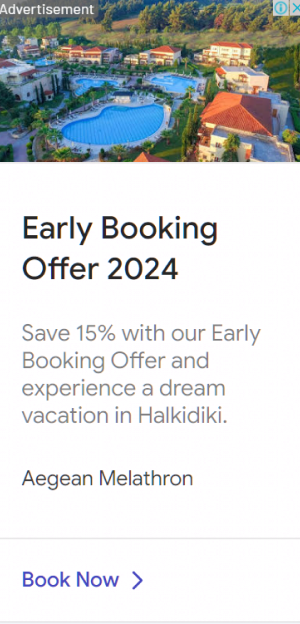 Advertisement
Early Booking
Offer 2024
Save 15% with our Early
Booking Offer and
experience a dream
vacation in Halkidiki.
Aegean Melathron
Book Now